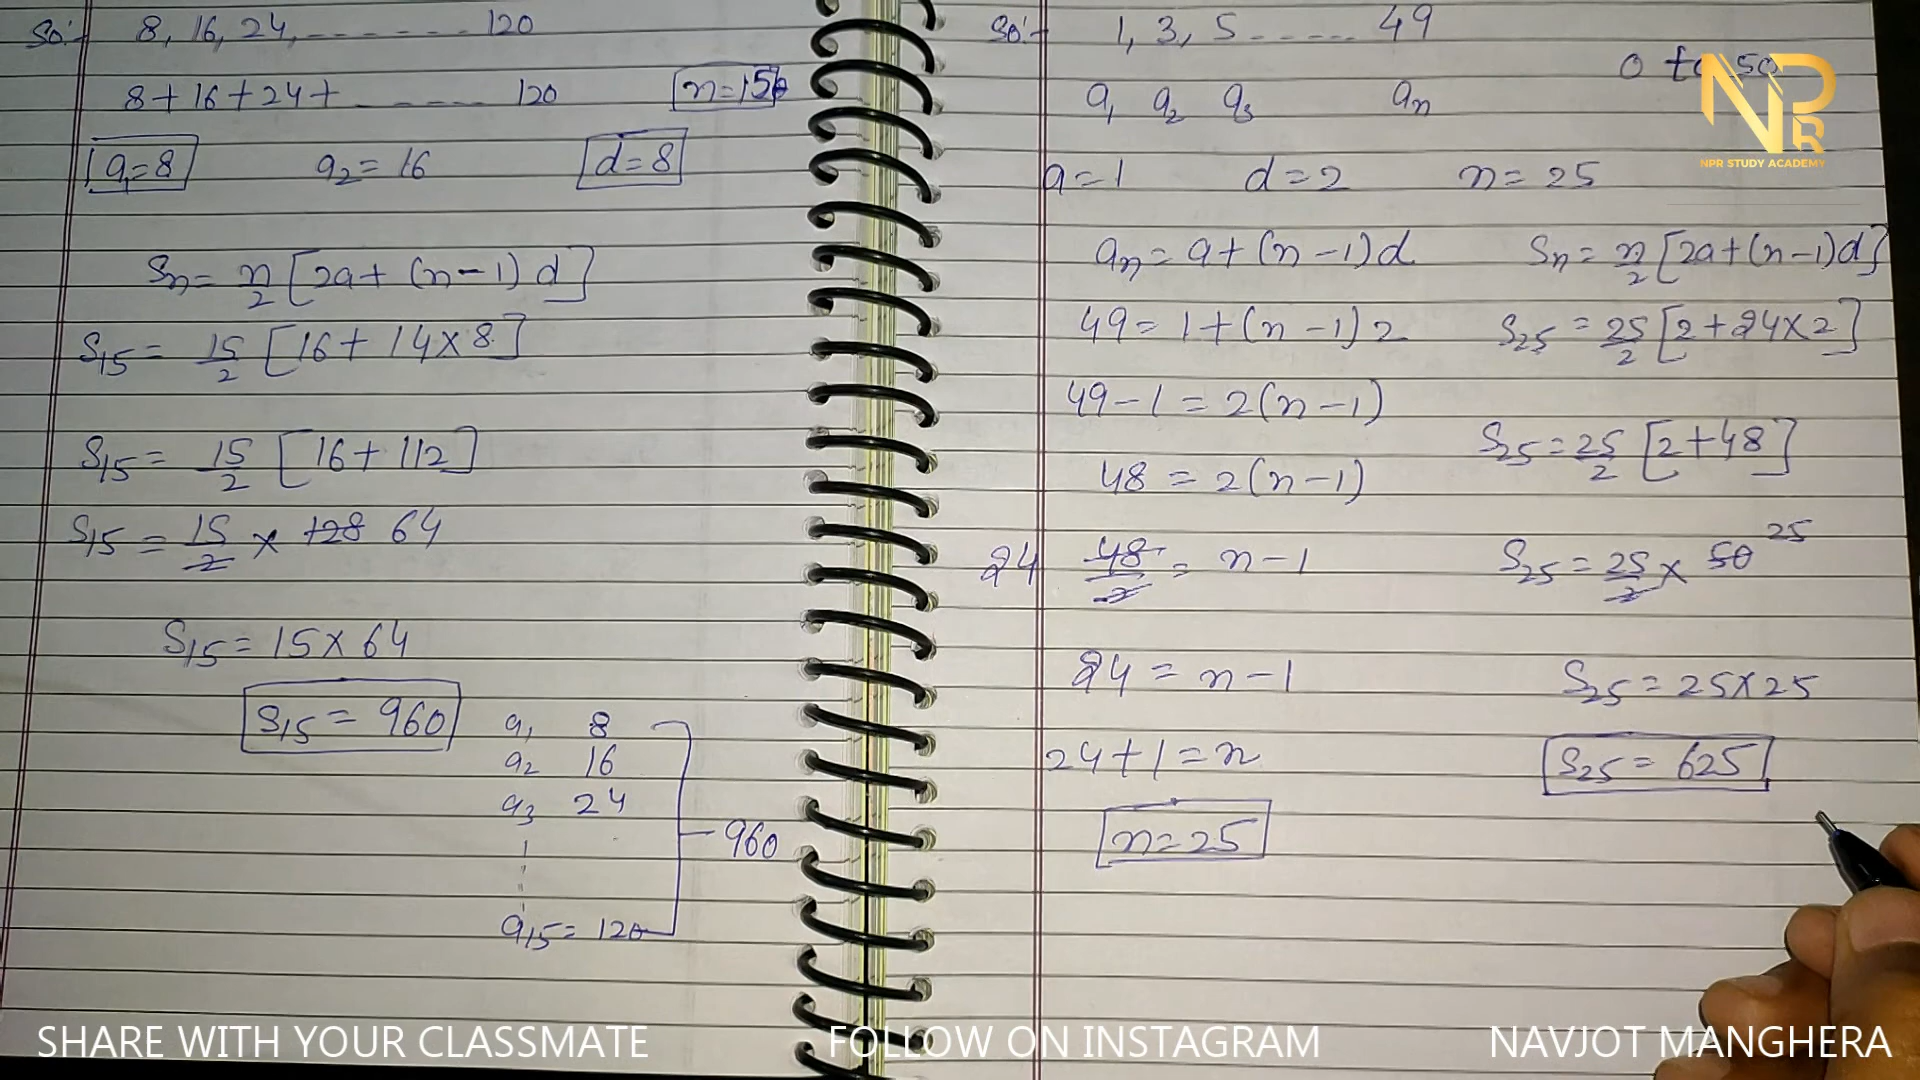 So:- 8, 16, 24, ------- 120
8 + 16 + 24 + ------ 120 n=15
a₁=8 a₂ = 16 d=8
Sn = n/2 [2a + (n-1) d]
S₁₅ = 15/2 [16 + 14 × 8]
S₁₅ = 15/2 [16 + 112]
S₁₅ = 15/2 × 128 64
S₁₅ = 15 × 64
S₁₅ = 960
a₁ 8
a₂ 16
a₃ 24
960
a₁₅ = 120
So:- 1, 3, 5 ------ 49
0 to 50
a₁ a₂ a₃ an
a=1 d=2 n=25
an = a + (n-1)d
49 = 1 + (n-1) 2
49 - 1 = 2(n-1)
48 = 2(n-1)
24 48/2 = n-1
24 = n-1
24+1 = n
n=25
Sn = n/2 [2a + (n-1)d]
S₂₅ = 25/2 [2 + 24 × 2]
S₂₅ = 25/2 [2 + 48]
S₂₅ = 25/2 × 50 25
S₂₅ = 25 × 25
S₂₅ = 625
NPR
NPR STUDY ACADEMY
SHARE WITH YOUR CLASSMATE FOLLOW ON INSTAGRAM NAVJOT MANGHERA